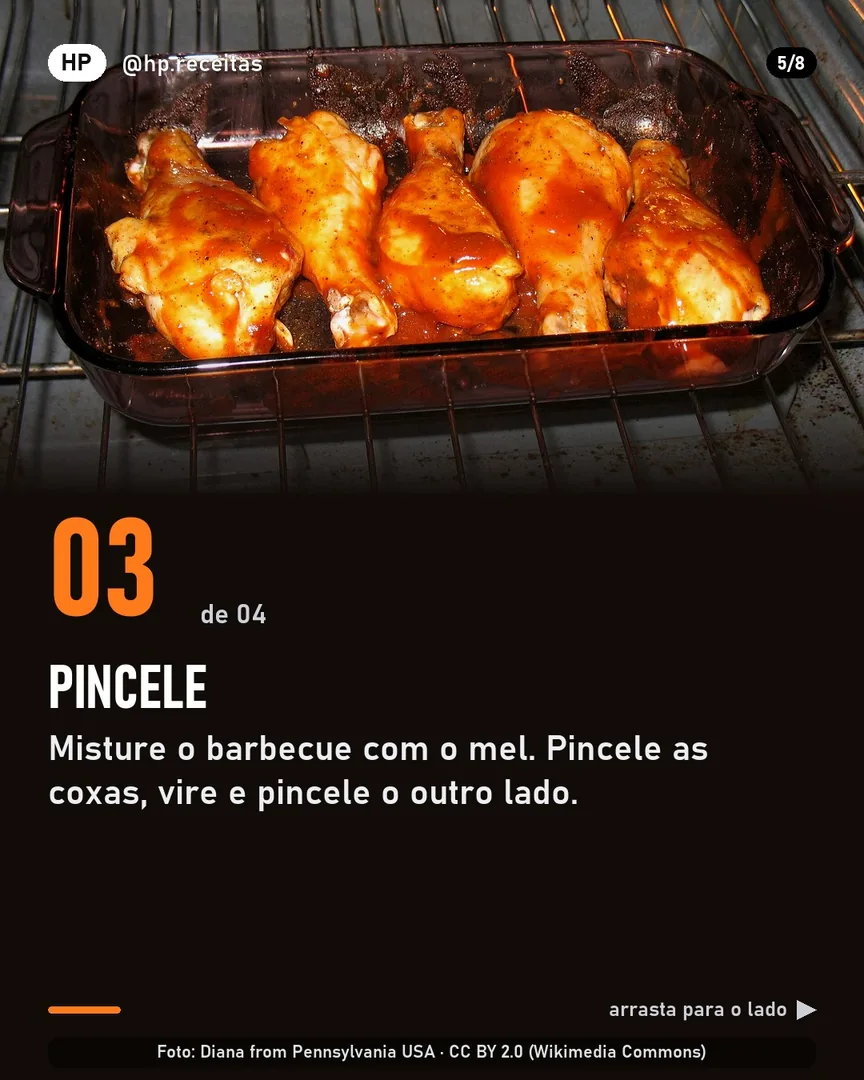 HP @hp.receitas 5/8
03 de 04
PINCELE
Misture o barbecue com o mel. Pincele as
coxas, vire e pincele o outro lado.
arrasta para o lado ▶
Foto: Diana from Pennsylvania USA · CC BY 2.0 (Wikimedia Commons)